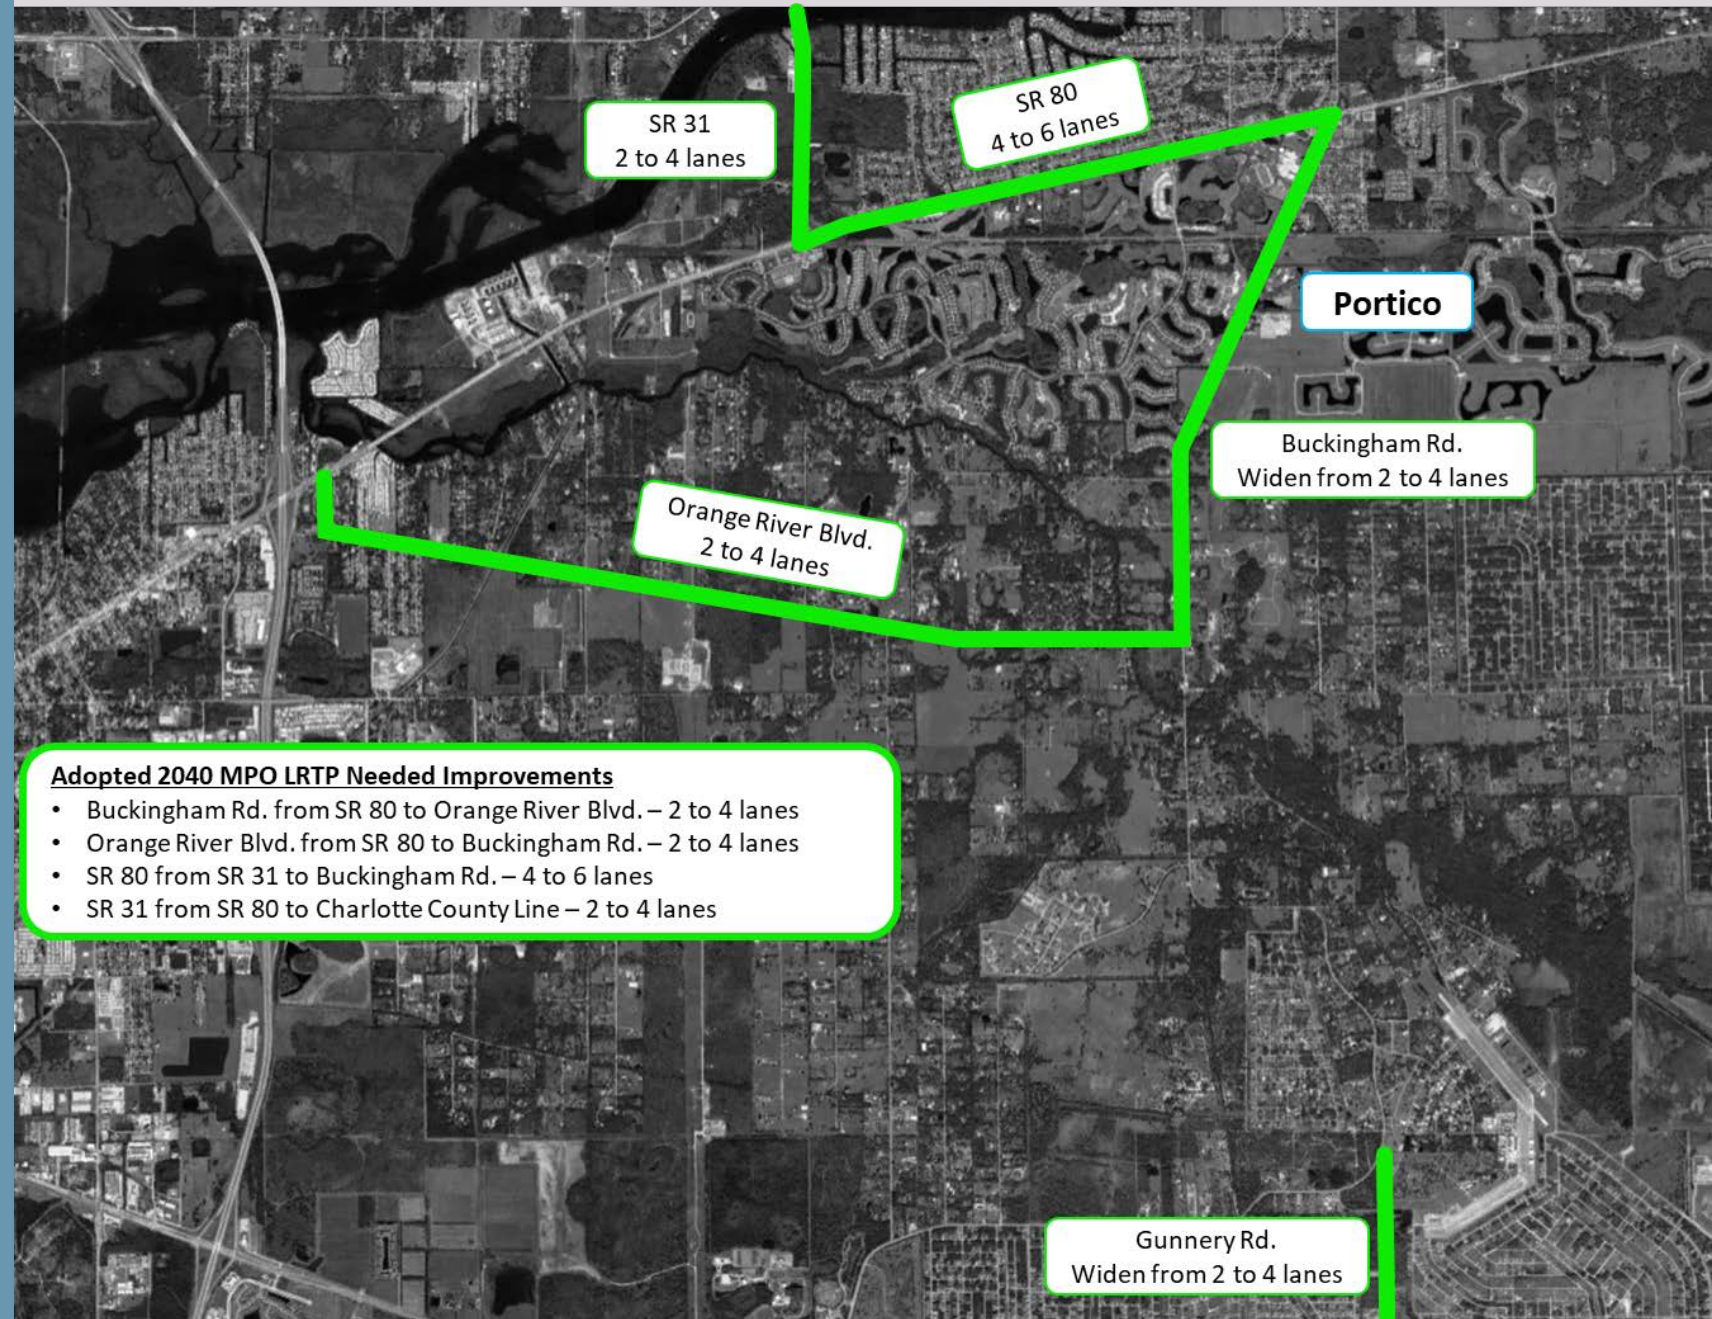 SR 31
2 to 4 lanes
SR 80
4 to 6 lanes
Portico
Buckingham Rd.
Widen from 2 to 4 lanes
Orange River Blvd.
2 to 4 lanes
Adopted 2040 MPO LRTP Needed Improvements
• Buckingham Rd. from SR 80 to Orange River Blvd. – 2 to 4 lanes
• Orange River Blvd. from SR 80 to Buckingham Rd. – 2 to 4 lanes
• SR 80 from SR 31 to Buckingham Rd. – 4 to 6 lanes
• SR 31 from SR 80 to Charlotte County Line – 2 to 4 lanes
Gunnery Rd.
Widen from 2 to 4 lanes